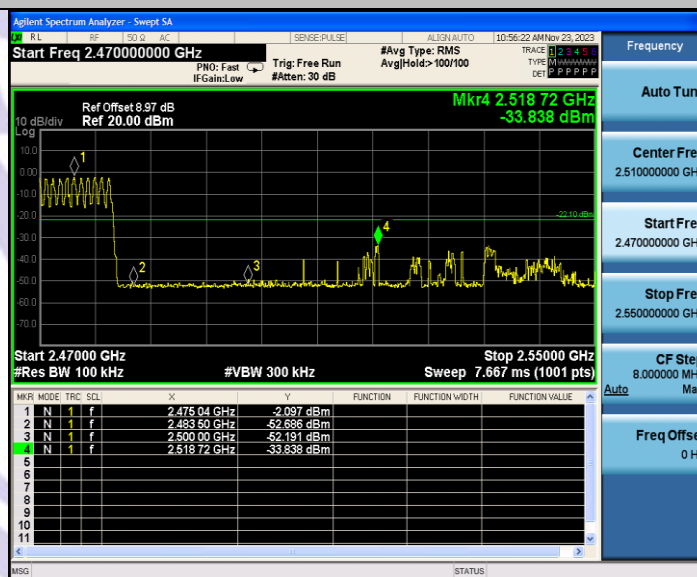 Agilent Spectrum Analyzer - Swept SA
RL RF 50 Ω AC SENSE:PULSE ALIGN AUTO 10:56:22 AM Nov 23, 2023
Start Freq 2.470000000 GHz
PNO: Fast
IFGain:Low
Trig: Free Run
#Atten: 30 dB
#Avg Type: RMS
Avg|Hold:> 100/100
TRACE 1 2 3 4 5 6
TYPE M
DET P P P P P P
Ref Offset 8.97 dB
Ref 20.00 dBm
10 dB/div
Log
Mkr4 2.518 72 GHz
-33.838 dBm
10.0
0.00
-10.0
-20.0
-30.0
-40.0
-50.0
-60.0
-70.0
1
2
3
4
-22.10 dBm
Start 2.47000 GHz
Stop 2.55000 GHz
#Res BW 100 kHz
#VBW 300 kHz
Sweep 7.667 ms (1001 pts)
MKR MODE TRC SCL X Y FUNCTION FUNCTION WIDTH FUNCTION VALUE
1 N 1 f 2.475 04 GHz -2.097 dBm
2 N 1 f 2.483 50 GHz -52.686 dBm
3 N 1 f 2.500 00 GHz -52.191 dBm
4 N 1 f 2.518 72 GHz -33.838 dBm
5
6
7
8
9
10
11
MSG
STATUS
Frequency
Auto Tun
Center Fre
2.510000000 GH
Start Fre
2.470000000 GH
Stop Fre
2.550000000 GH
CF Ste
8.000000 MH
Auto Ma
Freq Offse
0 H